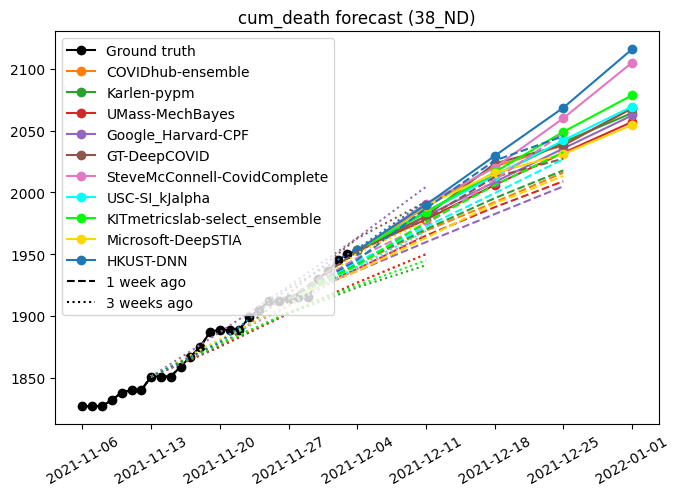 cum_death forecast (38_ND)
2100
2050
2000
1950
1900
1850
Ground truth
COVIDhub-ensemble
Karlen-pypm
UMass-MechBayes
Google_Harvard-CPF
GT-DeepCOVID
SteveMcConnell-CovidComplete
USC-SI_kJalpha
KITmetricslab-select_ensemble
Microsoft-DeepSTIA
HKUST-DNN
1 week ago
3 weeks ago
2021-11-06
2021-11-13
2021-11-20
2021-11-27
2021-12-04
2021-12-11
2021-12-18
2021-12-25
2022-01-01